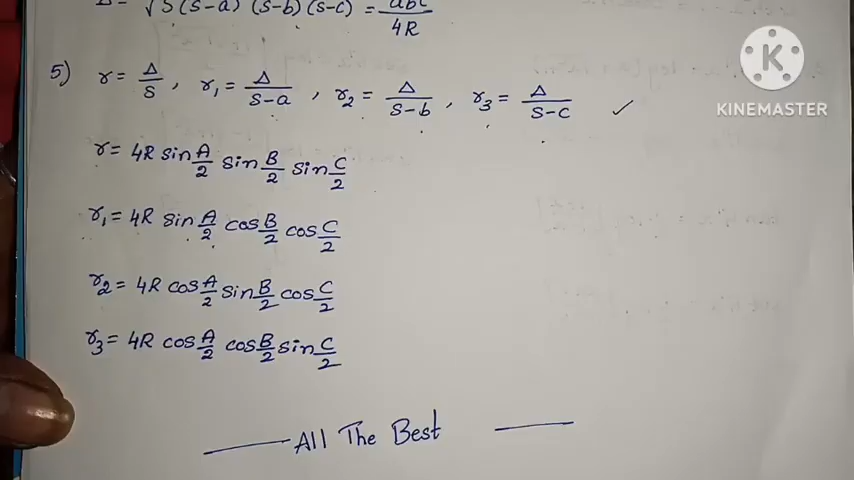 Δ = √S(S-a) (S-b) (S-c) = abc/4R
5) r = Δ/S , r₁ = Δ/S-a , r₂ = Δ/S-b , r₃ = Δ/S-c ✓
r = 4R sin A/2 sin B/2 sin C/2
r₁ = 4R sin A/2 cos B/2 cos C/2
r₂ = 4R cos A/2 sin B/2 cos C/2
r₃ = 4R cos A/2 cos B/2 sin C/2
All The Best
K
KINEMASTER